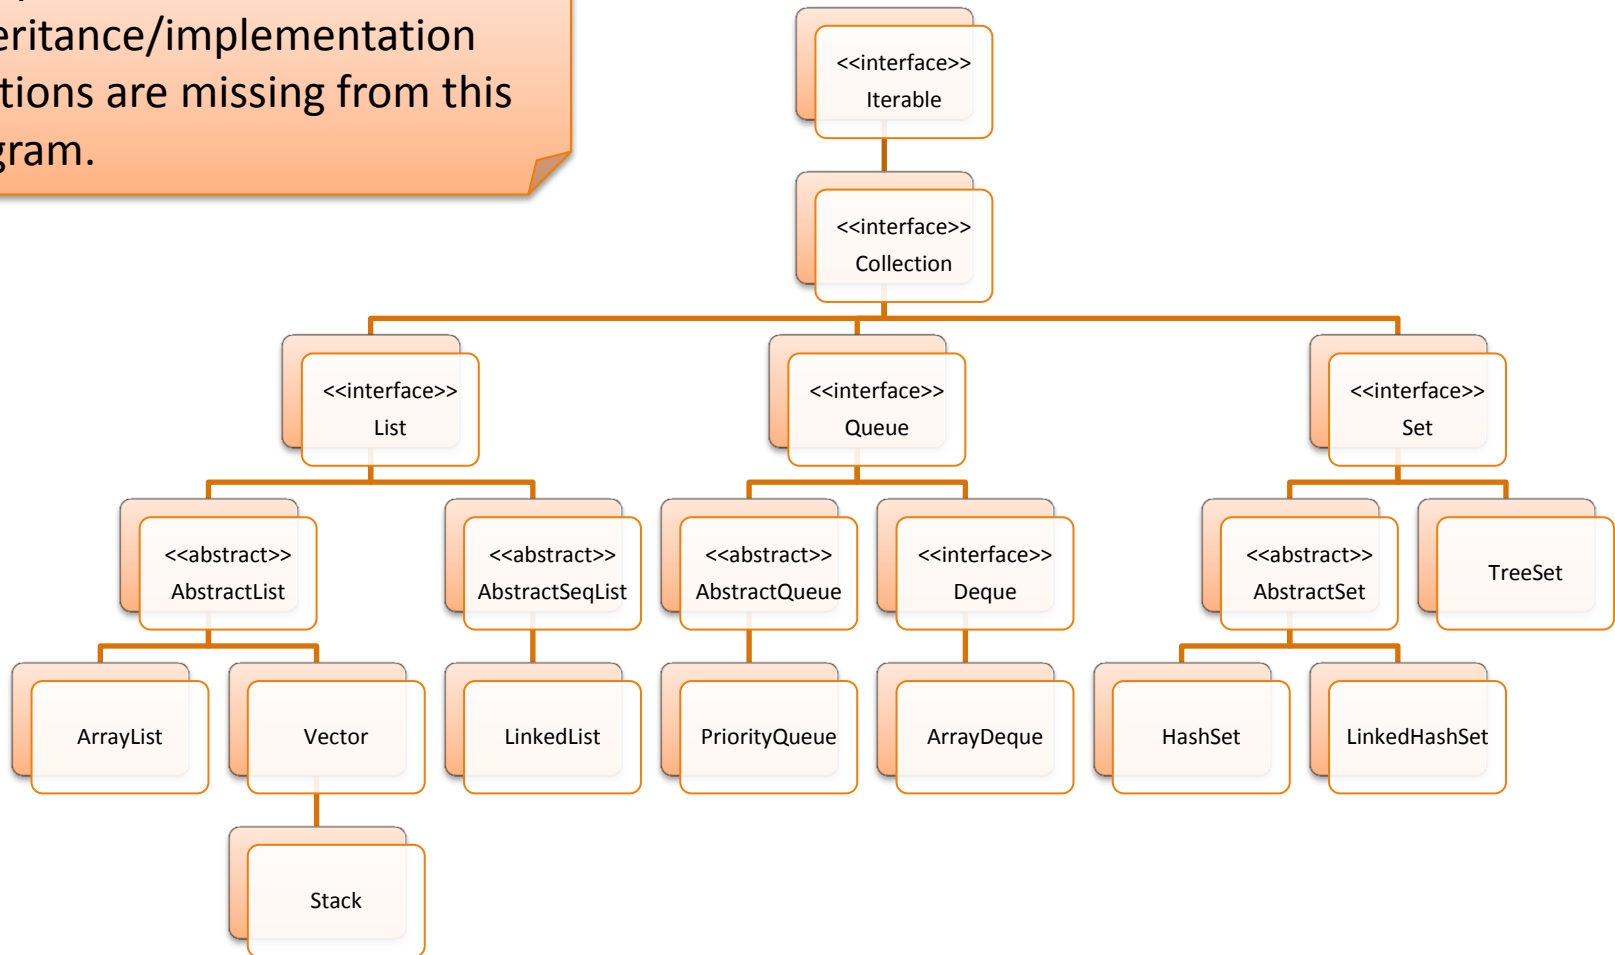 eritance/implementation
tions are missing from this
gram.
<<interface>>
Iterable
<<interface>>
Collection
<<interface>>
List
<<interface>>
Queue
<<interface>>
Set
<<abstract>>
AbstractList
<<abstract>>
AbstractSeqList
<<abstract>>
AbstractQueue
<<interface>>
Deque
<<abstract>>
AbstractSet
TreeSet
ArrayList
Vector
LinkedList
PriorityQueue
ArrayDeque
HashSet
LinkedHashSet
Stack